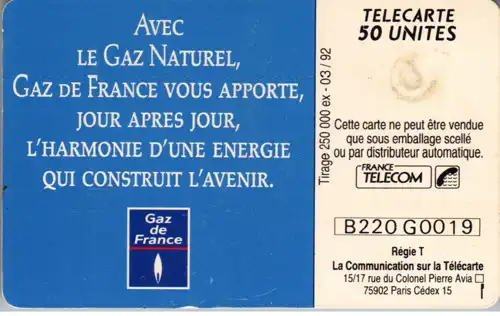 AVEC
LE GAZ NATUREL,
GAZ DE FRANCE VOUS APPORTE,
JOUR APRES JOUR,
L'HARMONIE D'UNE ENERGIE
QUI CONSTRUIT L'AVENIR.
Gaz
de
France
Tirage 250 000 ex - 03 / 92
TELECARTE
50 UNITES
Cette carte ne peut être vendue
que sous emballage scellé
ou par distributeur automatique.
FRANCE
TELECOM
B220G0019
Régie T
La Communication sur la Télécarte
15/17 rue du Colonel Pierre Avia
75902 Paris Cédex 15